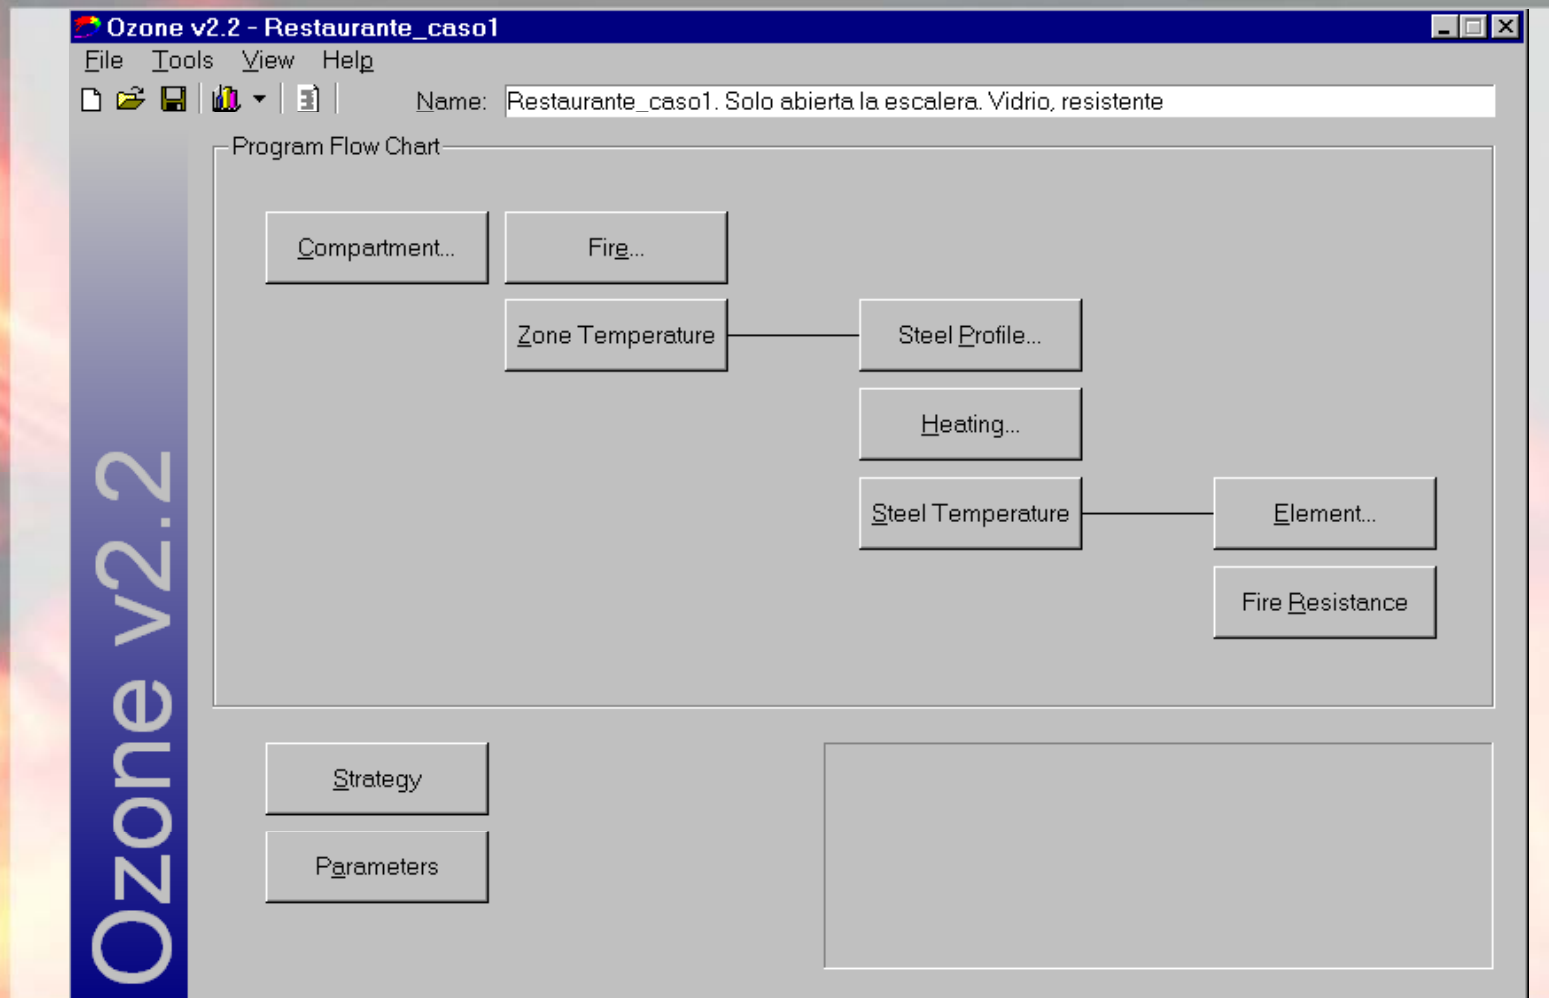 Ozone v2.2 - Restaurante_caso1
File Tools View Help
Name: Restaurante_caso1. Solo abierta la escalera. Vidrio, resistente
Program Flow Chart
Compartment... Fire...
Zone Temperature Steel Profile...
Heating...
Steel Temperature Element...
Fire Resistance
Strategy
Parameters
Ozone v2.2